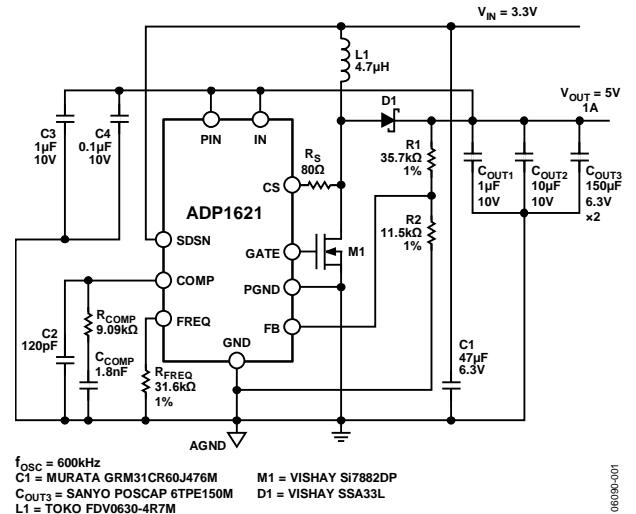 V_IN = 3.3V
L1
4.7µH
V_OUT = 5V
1A
D1
C3
1µF
10V
C4
0.1µF
10V
PIN
IN
R_S
80Ω
CS
R1
35.7kΩ
1%
C_OUT1
1µF
10V
C_OUT2
10µF
10V
C_OUT3
150µF
6.3V
×2
ADP1621
SDSN
GATE
M1
R2
11.5kΩ
1%
COMP
PGND
FREQ
FB
GND
R_COMP
9.09kΩ
C2
120pF
C_COMP
1.8nF
R_FREQ
31.6kΩ
1%
C1
47µF
6.3V
AGND
f_OSC = 600kHz
C1 = MURATA GRM31CR60J476M
C_OUT3 = SANYO POSCAP 6TPE150M
L1 = TOKO FDV0630-4R7M
M1 = VISHAY Si7882DP
D1 = VISHAY SSA33L
06090-001